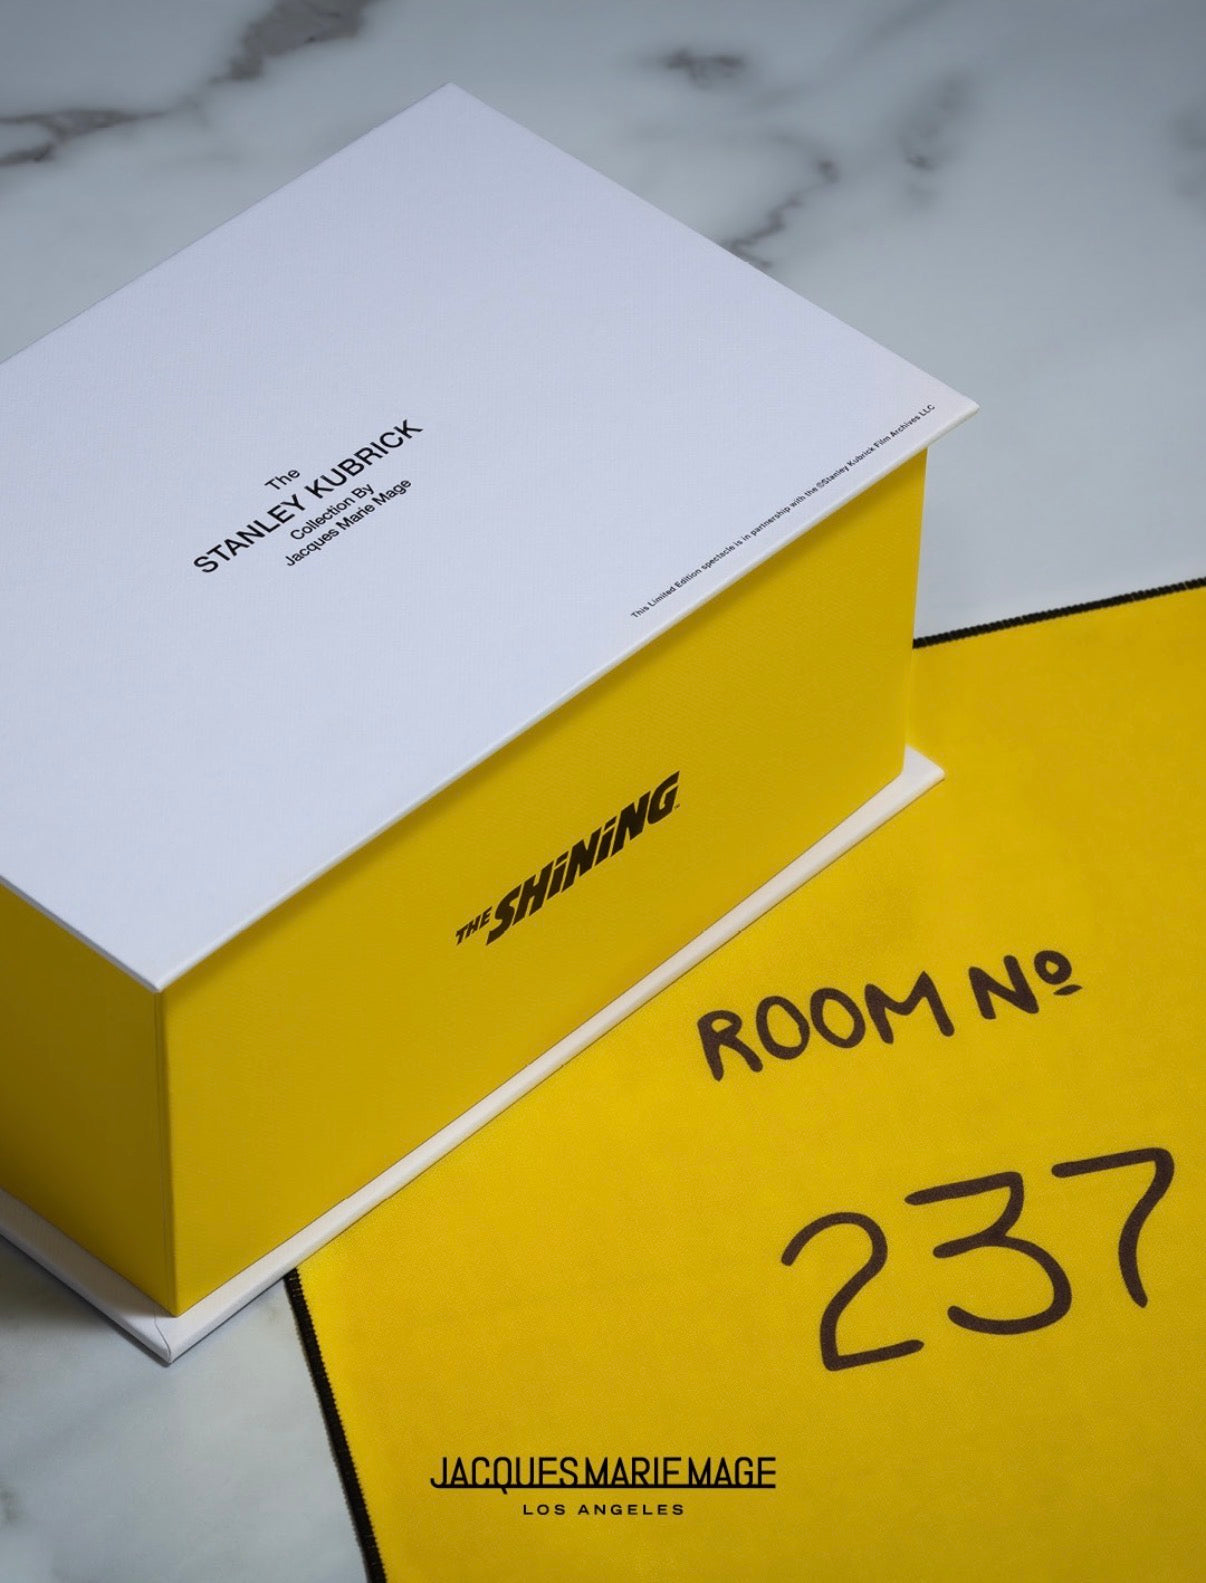 The
STANLEY KUBRICK
Collection By
Jacques Marie Mage
This Limited Edition spectacle is in partnership with the ©Stanley Kubrick Film Archives LLC
THE SHiNiNG™
ROOM Nº
237
JACQUES MARIE MAGE
LOS ANGELES